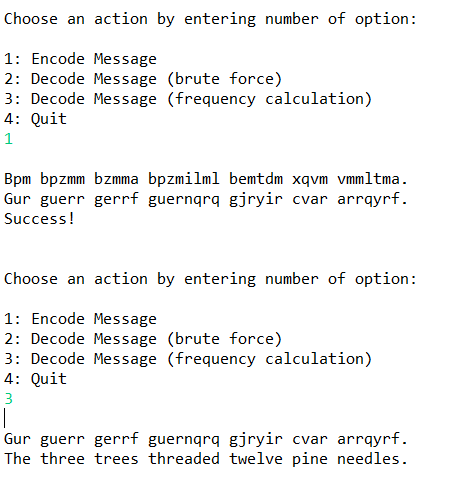 Choose an action by entering number of option:
1: Encode Message
2: Decode Message (brute force)
3: Decode Message (frequency calculation)
4: Quit
1
Bpm bpzmm bzmma bpzmilml bemtdm xqvm vmmltma.
Gur guerr gerrf guernqrq gjryir cvar arrqyrf.
Success!
Choose an action by entering number of option:
1: Encode Message
2: Decode Message (brute force)
3: Decode Message (frequency calculation)
4: Quit
3
Gur guerr gerrf guernqrq gjryir cvar arrqyrf.
The three trees threaded twelve pine needles.